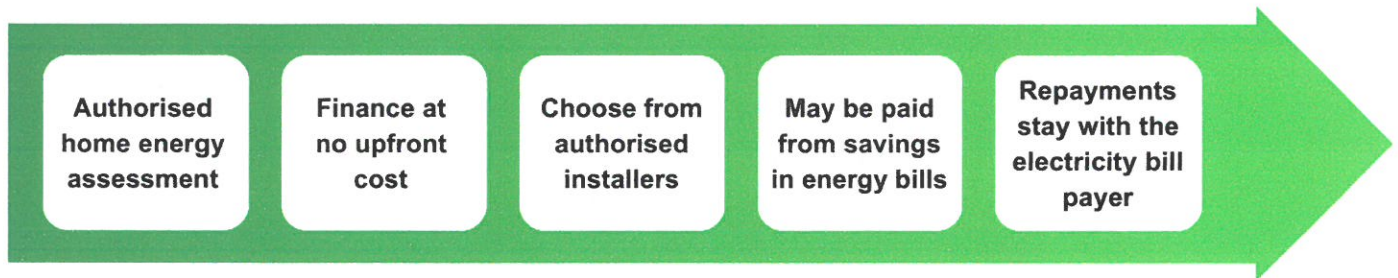 Authorised
home energy
assessment
Finance at
no upfront
cost
Choose from
authorised
installers
May be paid
from savings
in energy bills
Repayments
stay with the
electricity bill
payer